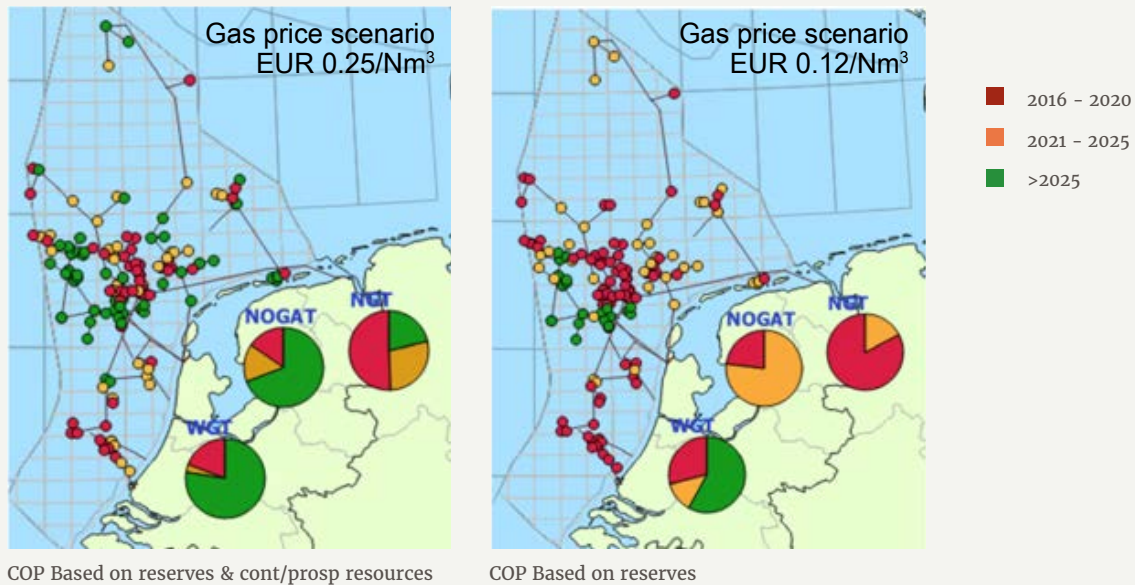 Gas price scenario
EUR 0.25/Nm³
NGT
NOGAT
WGT
COP Based on reserves & cont/prosp resources
Gas price scenario
EUR 0.12/Nm³
NGT
NOGAT
WGT
COP Based on reserves
2016 - 2020
2021 - 2025
>2025